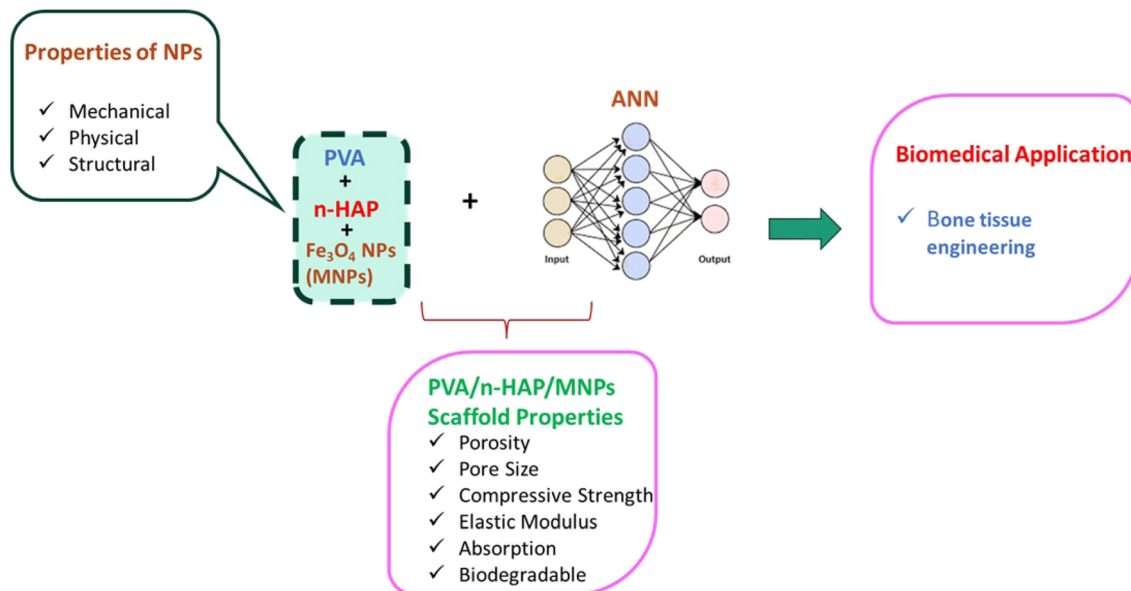 Properties of NPs
✓ Mechanical
✓ Physical
✓ Structural
PVA
+
n-HAP
+
Fe₃O₄ NPs
(MNPs)
+
ANN
Input
Output
Biomedical Application
✓ Bone tissue
engineering
PVA/n-HAP/MNPs
Scaffold Properties
✓ Porosity
✓ Pore Size
✓ Compressive Strength
✓ Elastic Modulus
✓ Absorption
✓ Biodegradable